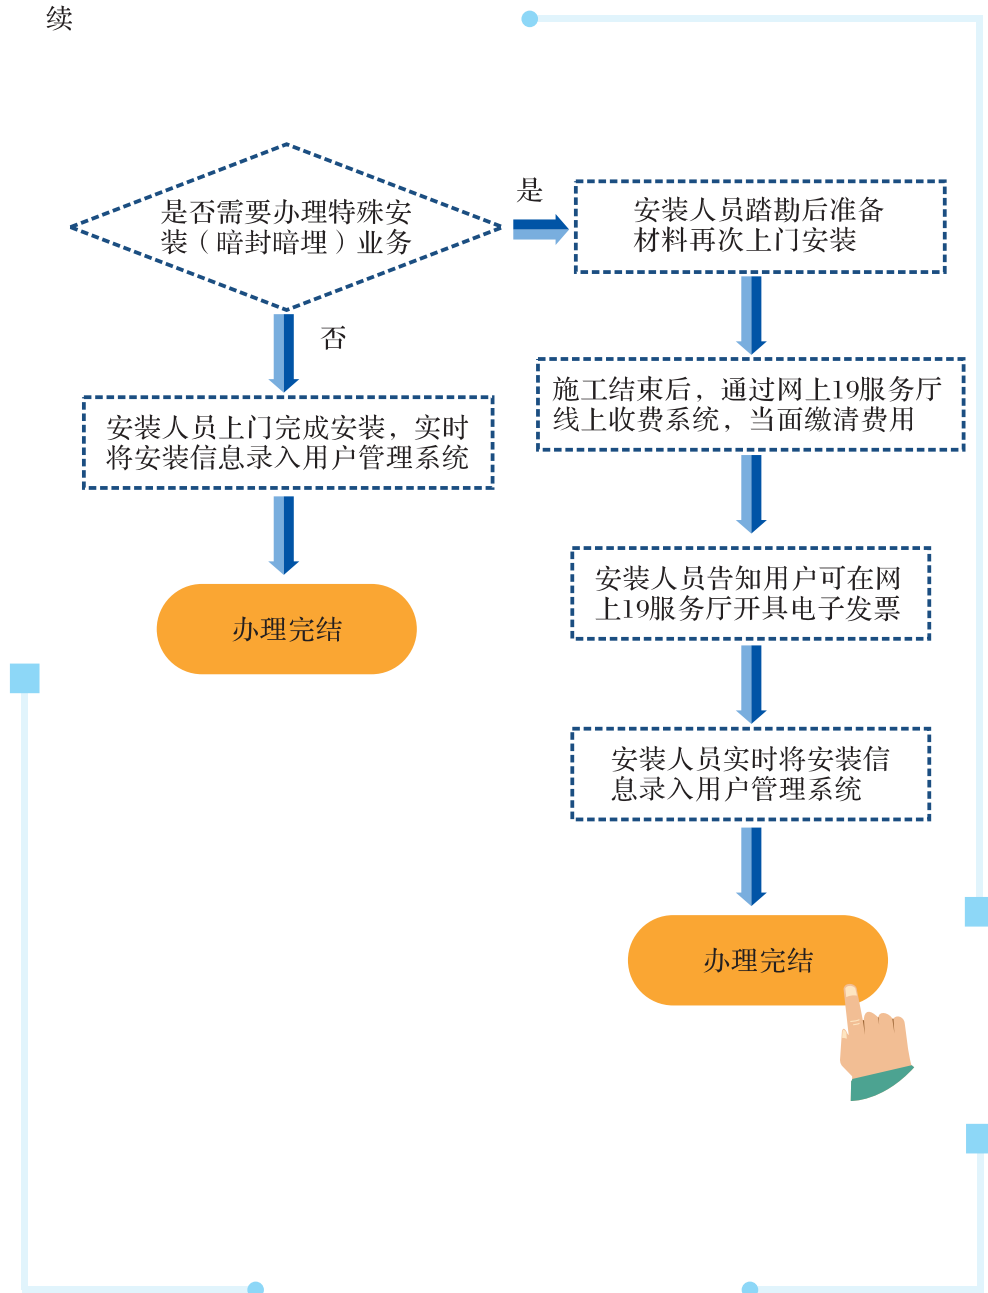 续
是否需要办理特殊安
装（暗封暗埋）业务
是
安装人员踏勘后准备
材料再次上门安装
否
安装人员上门完成安装，实时
将安装信息录入用户管理系统
办理完结
施工结束后，通过网上19服务厅
线上收费系统，当面缴清费用
安装人员告知用户可在网
上19服务厅开具电子发票
安装人员实时将安装信
息录入用户管理系统
办理完结